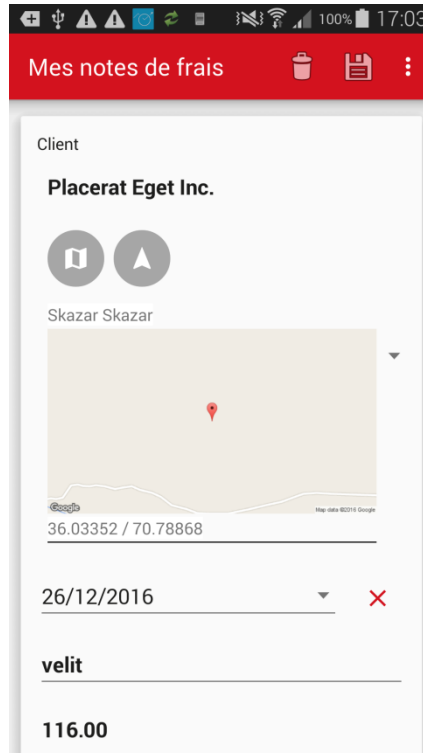 100% 17:03
Mes notes de frais
Client
Placerat Eget Inc.
Skazar Skazar
Google
Map data ©2016 Google
36.03352 / 70.78868
26/12/2016
velit
116.00